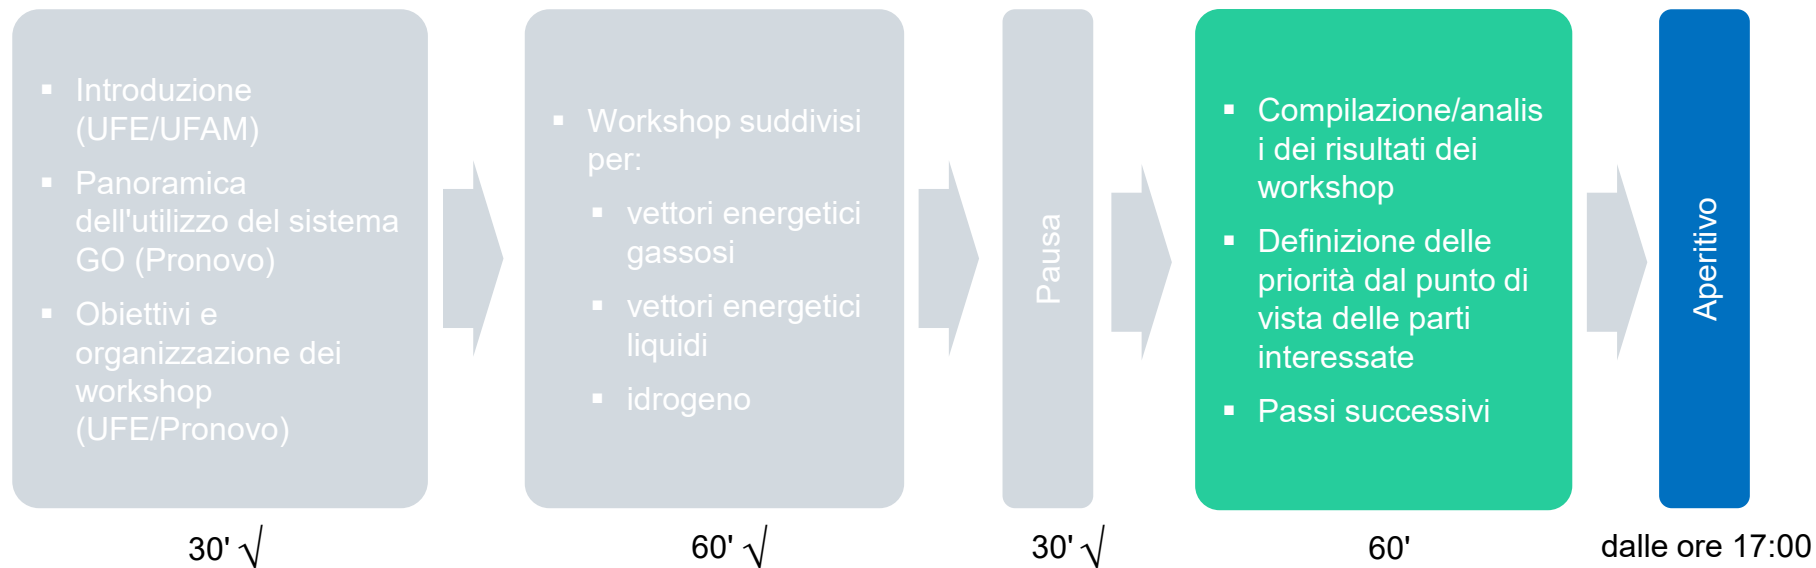 ▪ Introduzione
(UFE/UFAM)
▪ Panoramica
dell'utilizzo del sistema
GO (Pronovo)
▪ Obiettivi e
organizzazione dei
workshop
(UFE/Pronovo)
30' √
▪ Workshop suddivisi
per:
▪ vettori energetici
gassosi
▪ vettori energetici
liquidi
▪ idrogeno
60' √
Pausa
30' √
▪ Compilazione/analis
i dei risultati dei
workshop
▪ Definizione delle
priorità dal punto di
vista delle parti
interessate
▪ Passi successivi
60'
Aperitivo
dalle ore 17:00